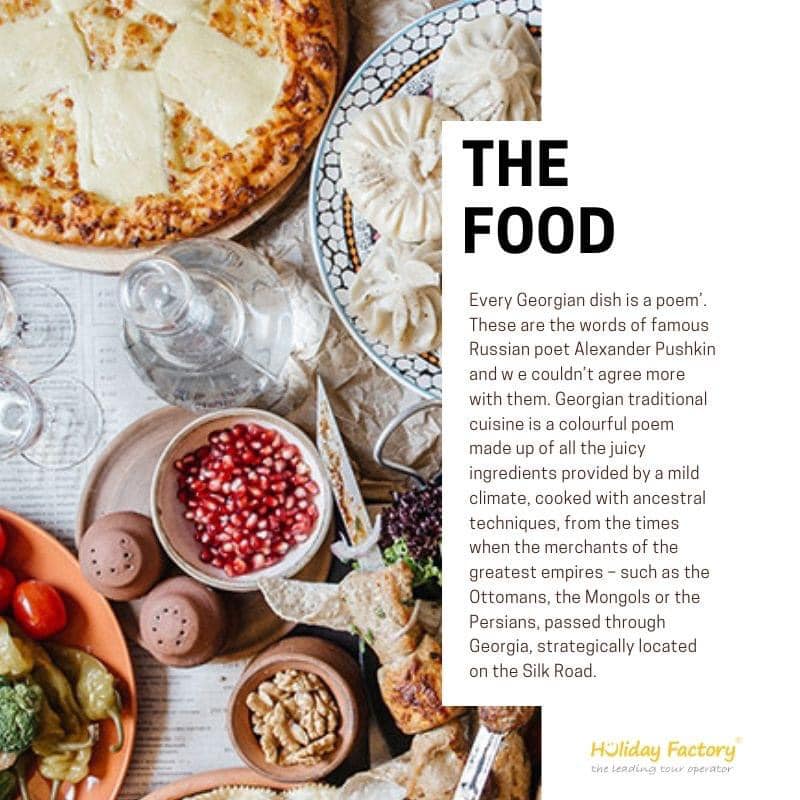 THE
FOOD
Every Georgian dish is a poem’.
These are the words of famous
Russian poet Alexander Pushkin
and w e couldn’t agree more
with them. Georgian traditional
cuisine is a colourful poem
made up of all the juicy
ingredients provided by a mild
climate, cooked with ancestral
techniques, from the times
when the merchants of the
greatest empires – such as the
Ottomans, the Mongols or the
Persians, passed through
Georgia, strategically located
on the Silk Road.
Holiday Factory®
the leading tour operator